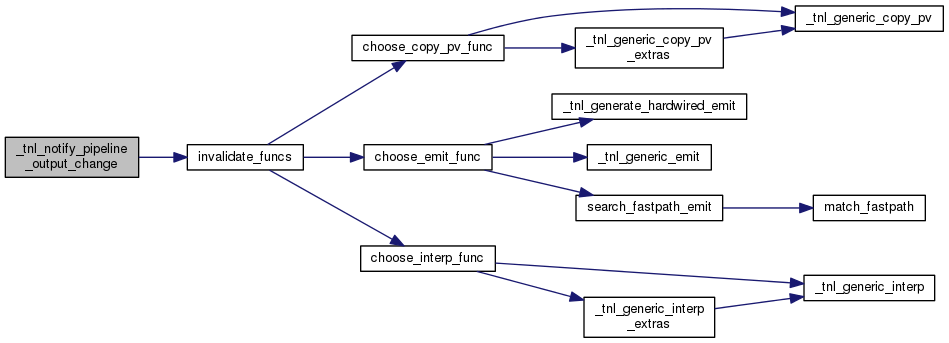 _tnl_notify_pipeline
_output_change
invalidate_funcs
choose_copy_pv_func
_tnl_generic_copy_pv
_extras
_tnl_generic_copy_pv
choose_emit_func
_tnl_generate_hardwired_emit
_tnl_generic_emit
search_fastpath_emit
match_fastpath
choose_interp_func
_tnl_generic_interp
_extras
_tnl_generic_interp